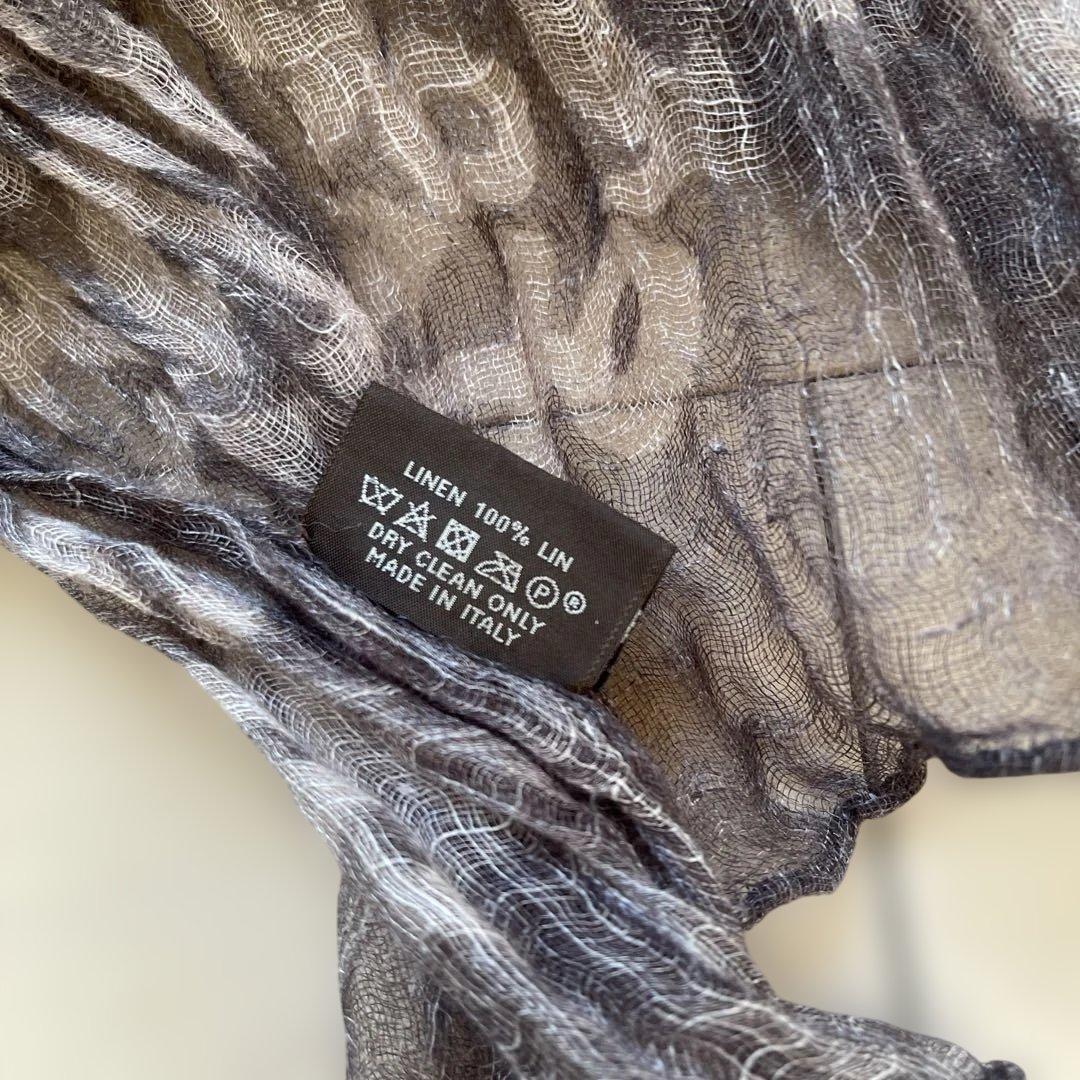 LINEN 100% LIN
P ®
DRY CLEAN ONLY
MADE IN ITALY